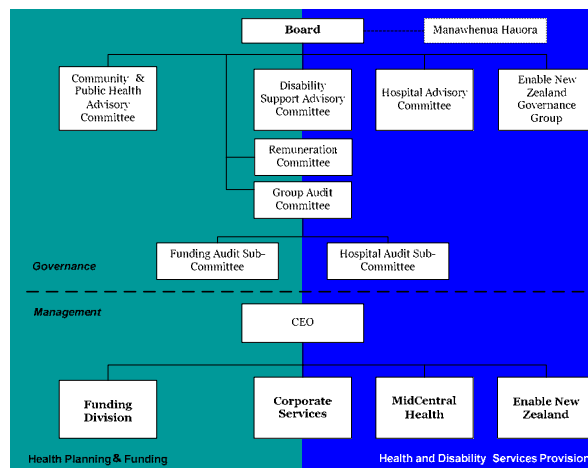 Board
Manawhenua Hauora
Community & 
Public Health
Advisory
Committee
Disability
Support Advisory
Committee
Hospital Advisory
Committee
Enable New
Zealand
Governance
Group
Remuneration
Committee
Group Audit
Committee
Funding Audit Sub-
Committee
Hospital Audit Sub-
Committee
Governance
Management
CEO
Funding
Division
Corporate
Services
MidCentral
Health
Enable New
Zealand
Health Planning & Funding
Health and Disability Services Provision